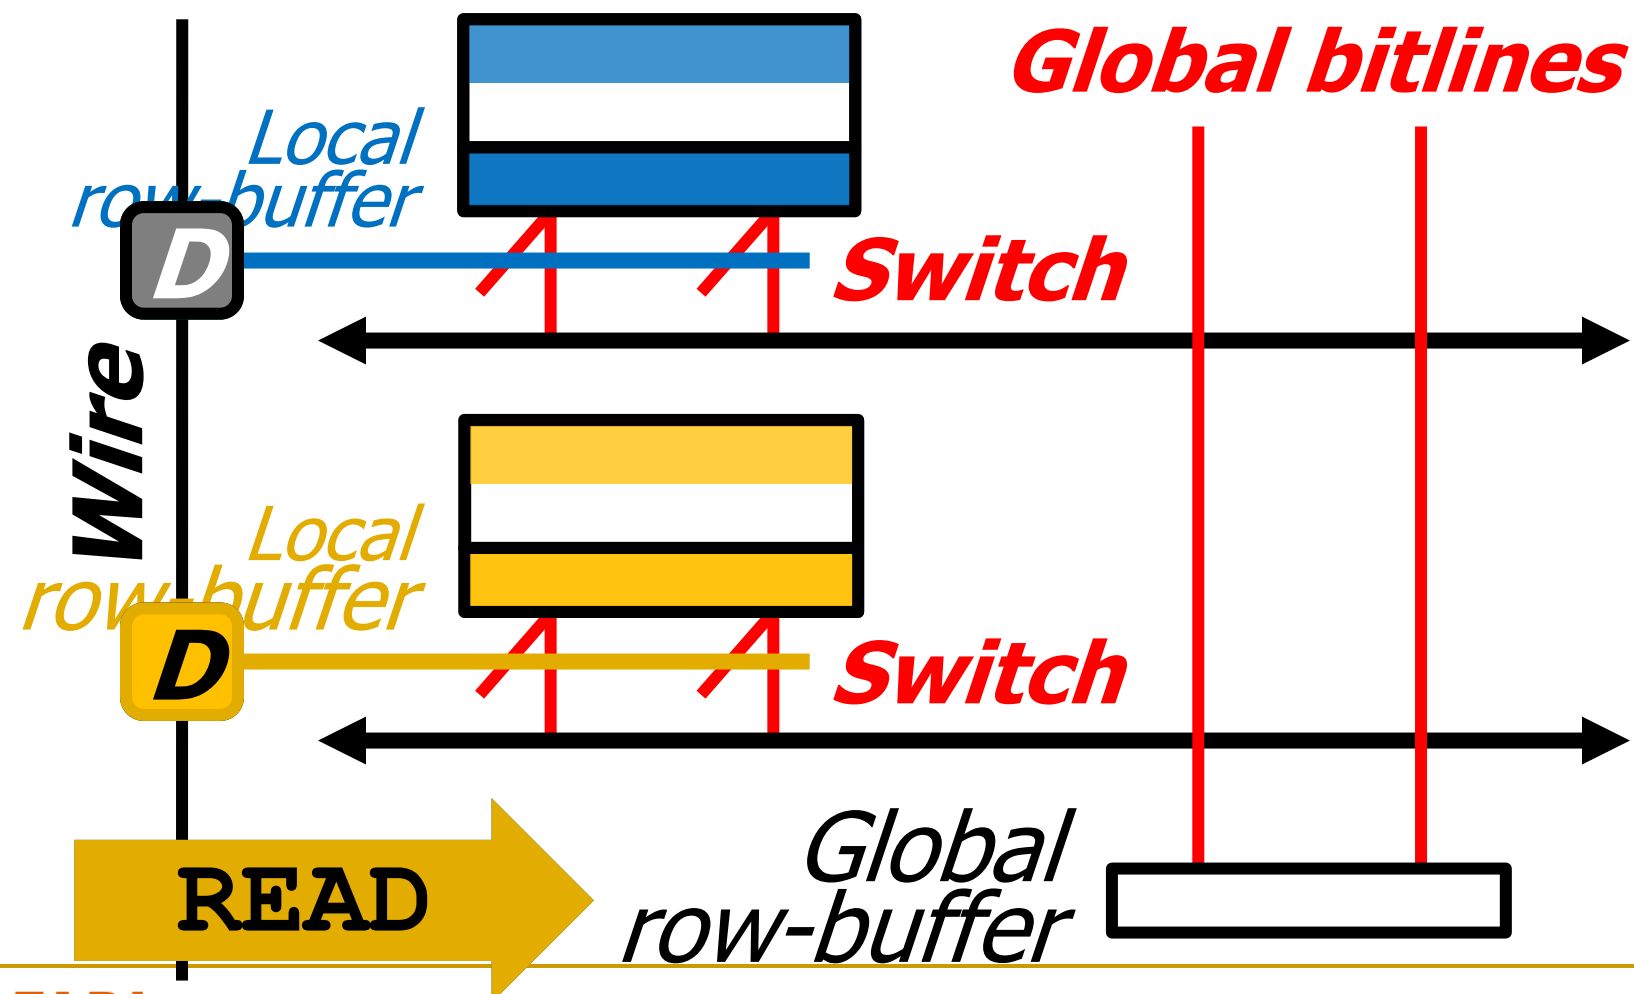 Global bitlines
Local
row-buffer
D
Switch
Wire
Local
row-buffer
D
Switch
Global
row-buffer
READ